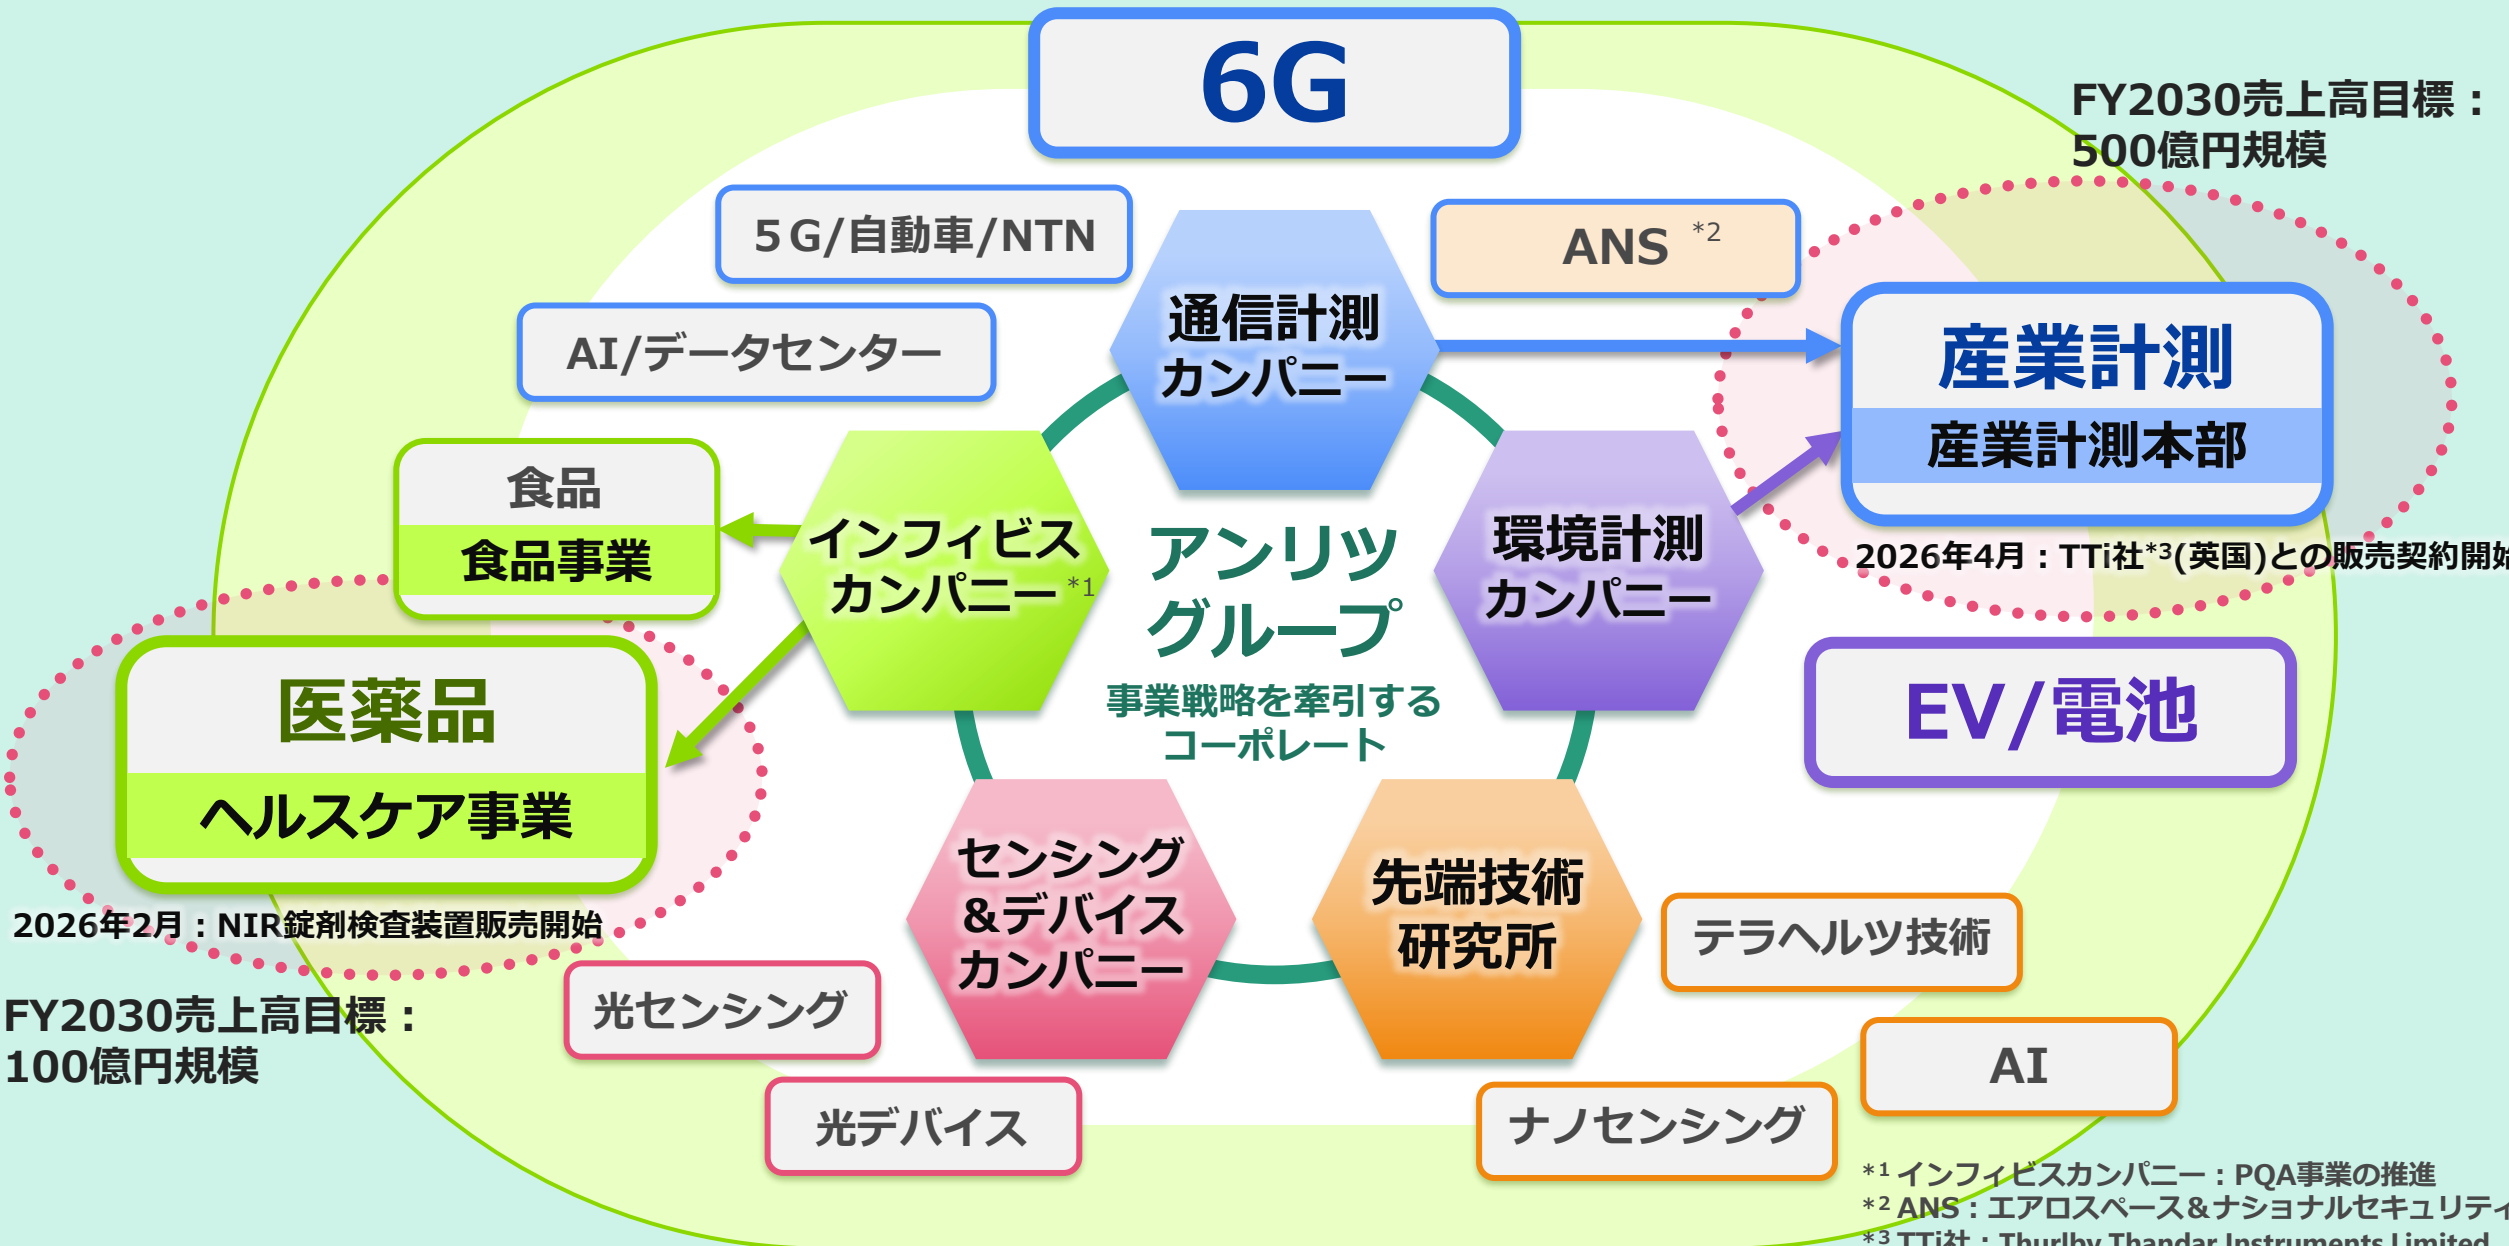 6G
FY2030売上高目標：
500億円規模
５G/自動車/NTN
ANS *2
AI/データセンター
通信計測
カンパニー
産業計測
産業計測本部
2026年4月：TTi社*3(英国)との販売契約開始
食品
食品事業
インフィビス
カンパニー*1
アンリツ
グループ
事業戦略を牽引する
コーポレート
環境計測
カンパニー
EV/電池
医薬品
ヘルスケア事業
2026年2月：NIR錠剤検査装置販売開始
FY2030売上高目標：
100億円規模
センシング
&デバイス
カンパニー
先端技術
研究所
テラヘルツ技術
光センシング
AI
光デバイス
ナノセンシング
*1 インフィビスカンパニー：PQA事業の推進
*2 ANS：エアロスペース&ナショナルセキュリティ
*3 TTi社：Thurlby Thandar Instruments Limited